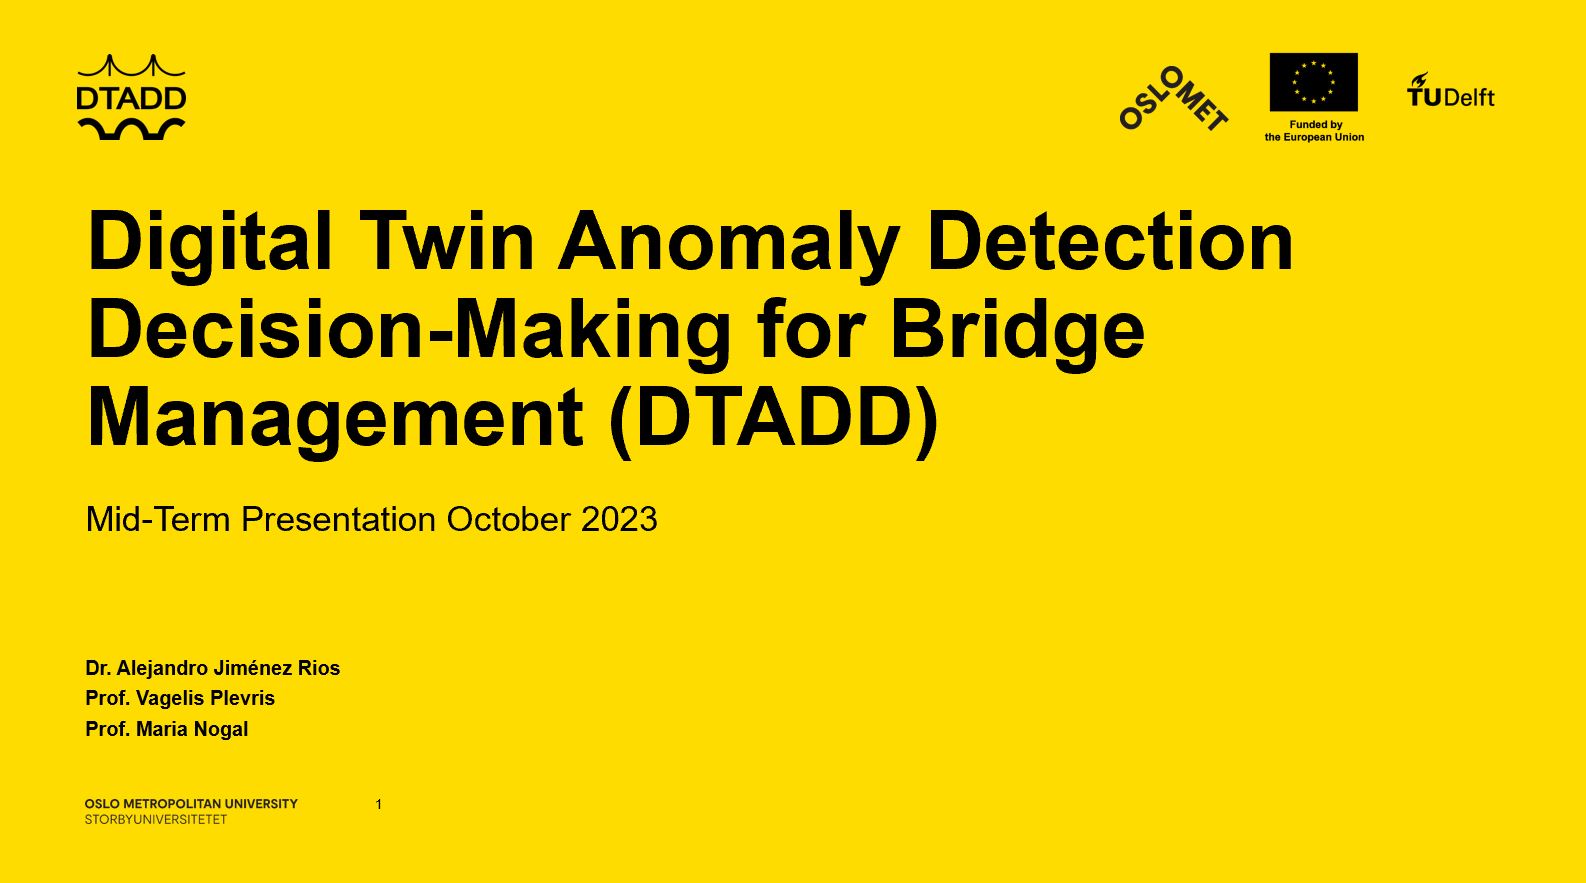 DTADD
OSLOMET
Funded by
the European Union
TUDelft
Digital Twin Anomaly Detection
Decision-Making for Bridge
Management (DTADD)
Mid-Term Presentation October 2023
Dr. Alejandro Jiménez Rios
Prof. Vagelis Plevris
Prof. Maria Nogal
OSLO METROPOLITAN UNIVERSITY
STORBYUNIVERSITETET
1